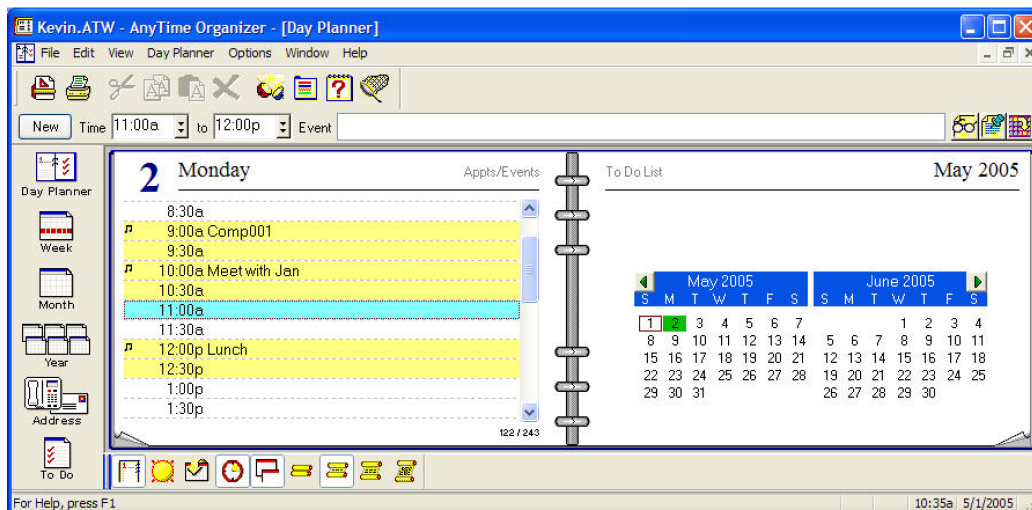 Kevin.ATW - AnyTime Organizer - [Day Planner]
File Edit View Day Planner Options Window Help
New Time 11:00a to 12:00p Event
Day Planner
Week
Month
Year
Address
To Do
2 Monday Appts/Events
8:30a
9:00a Comp001
9:30a
10:00a Meet with Jan
10:30a
11:00a
11:30a
12:00p Lunch
12:30p
1:00p
1:30p
122 / 243
To Do List May 2005
May 2005
S M T W T F S
1 2 3 4 5 6 7
8 9 10 11 12 13 14
15 16 17 18 19 20 21
22 23 24 25 26 27 28
29 30 31
June 2005
S M T W T F S
1 2 3 4
5 6 7 8 9 10 11
12 13 14 15 16 17 18
19 20 21 22 23 24 25
26 27 28 29 30
For Help, press F1 10:35a 5/1/2005